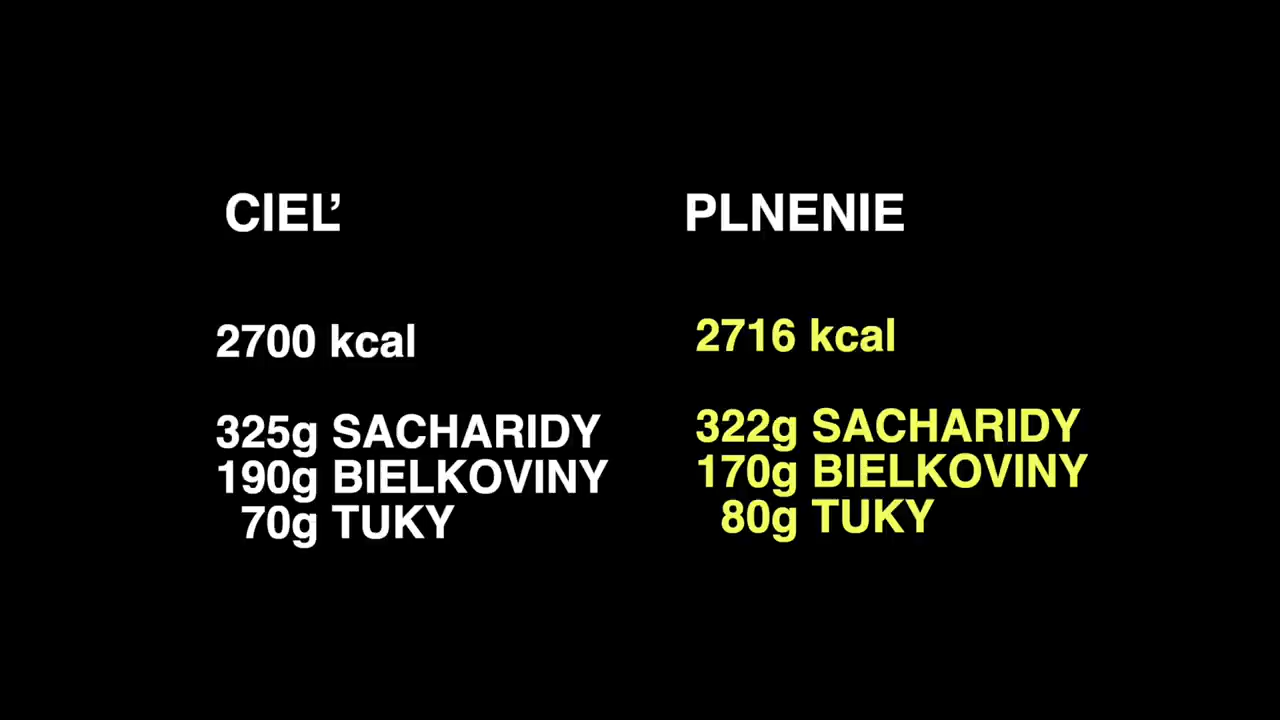 CIEĽ
2700 kcal
325g SACHARIDY
190g BIELKOVINY
70g TUKY
PLNENIE
2716 kcal
322g SACHARIDY
170g BIELKOVINY
80g TUKY